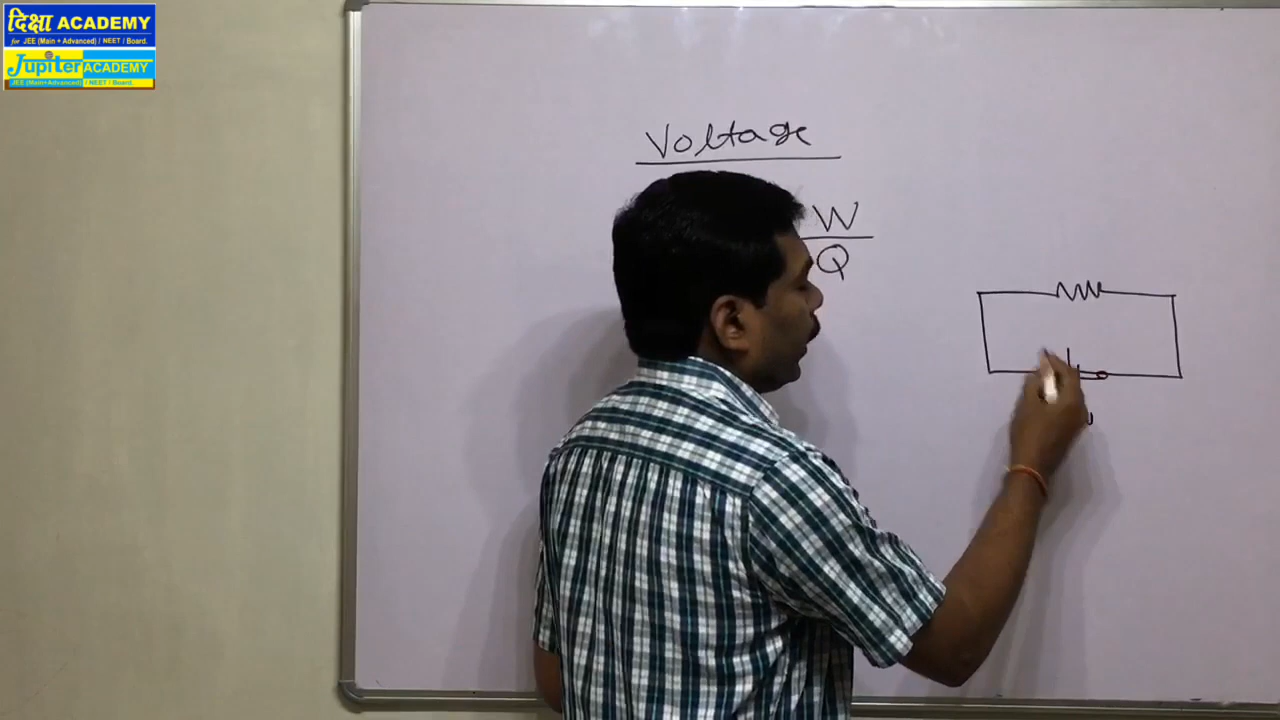 दिक्षा ACADEMY
for JEE (Main + Advanced) / NEET / Board.
Jupiter ACADEMY
JEE (Main+Advanced) / NEET / Board.
Voltage
W
Q